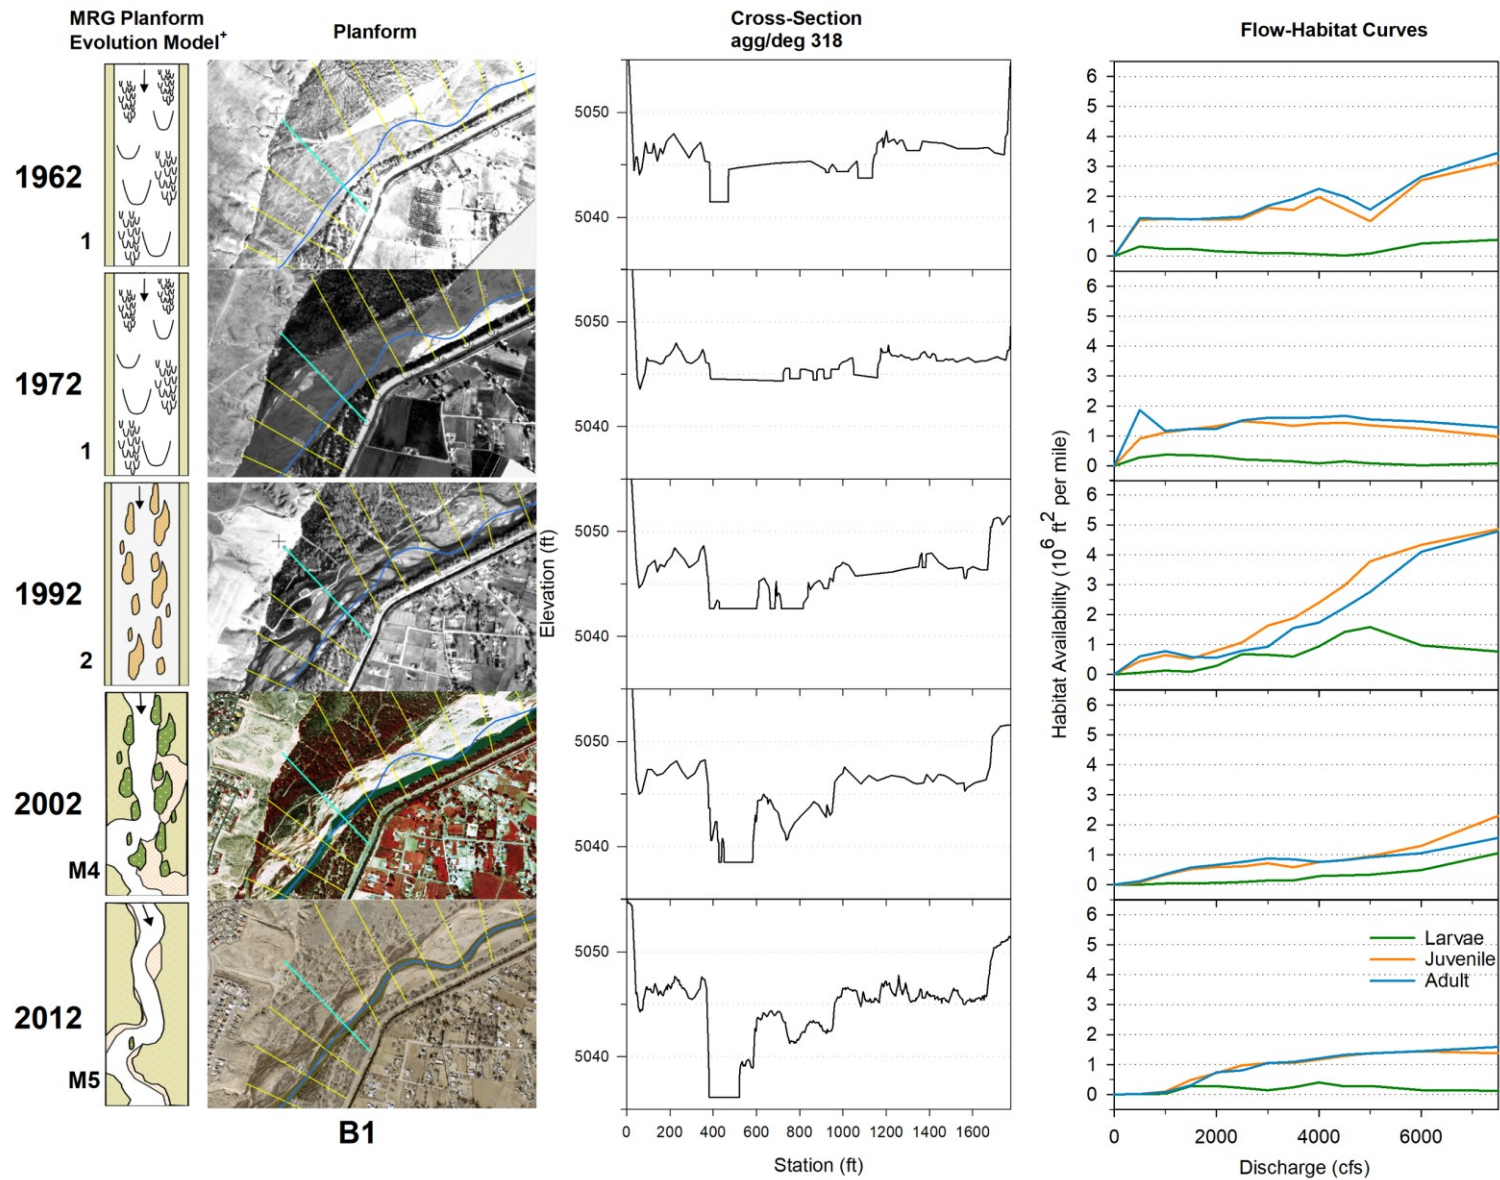 MRG Planform
Evolution Model+
Planform
Cross-Section
agg/deg 318
Flow-Habitat Curves
1962
1
1972
1
1992
2
2002
M4
2012
M5
B1
Elevation (ft)
5050
5040
5050
5040
5050
5040
5050
5040
5050
5040
0 200 400 600 800 1000 1200 1400 1600
Station (ft)
Habitat Availability (10⁶ ft² per mile)
6
5
4
3
2
1
0
6
5
4
3
2
1
0
6
5
4
3
2
1
0
6
5
4
3
2
1
0
6
5
4
3
2
1
0
Larvae
Juvenile
Adult
0 2000 4000 6000
Discharge (cfs)